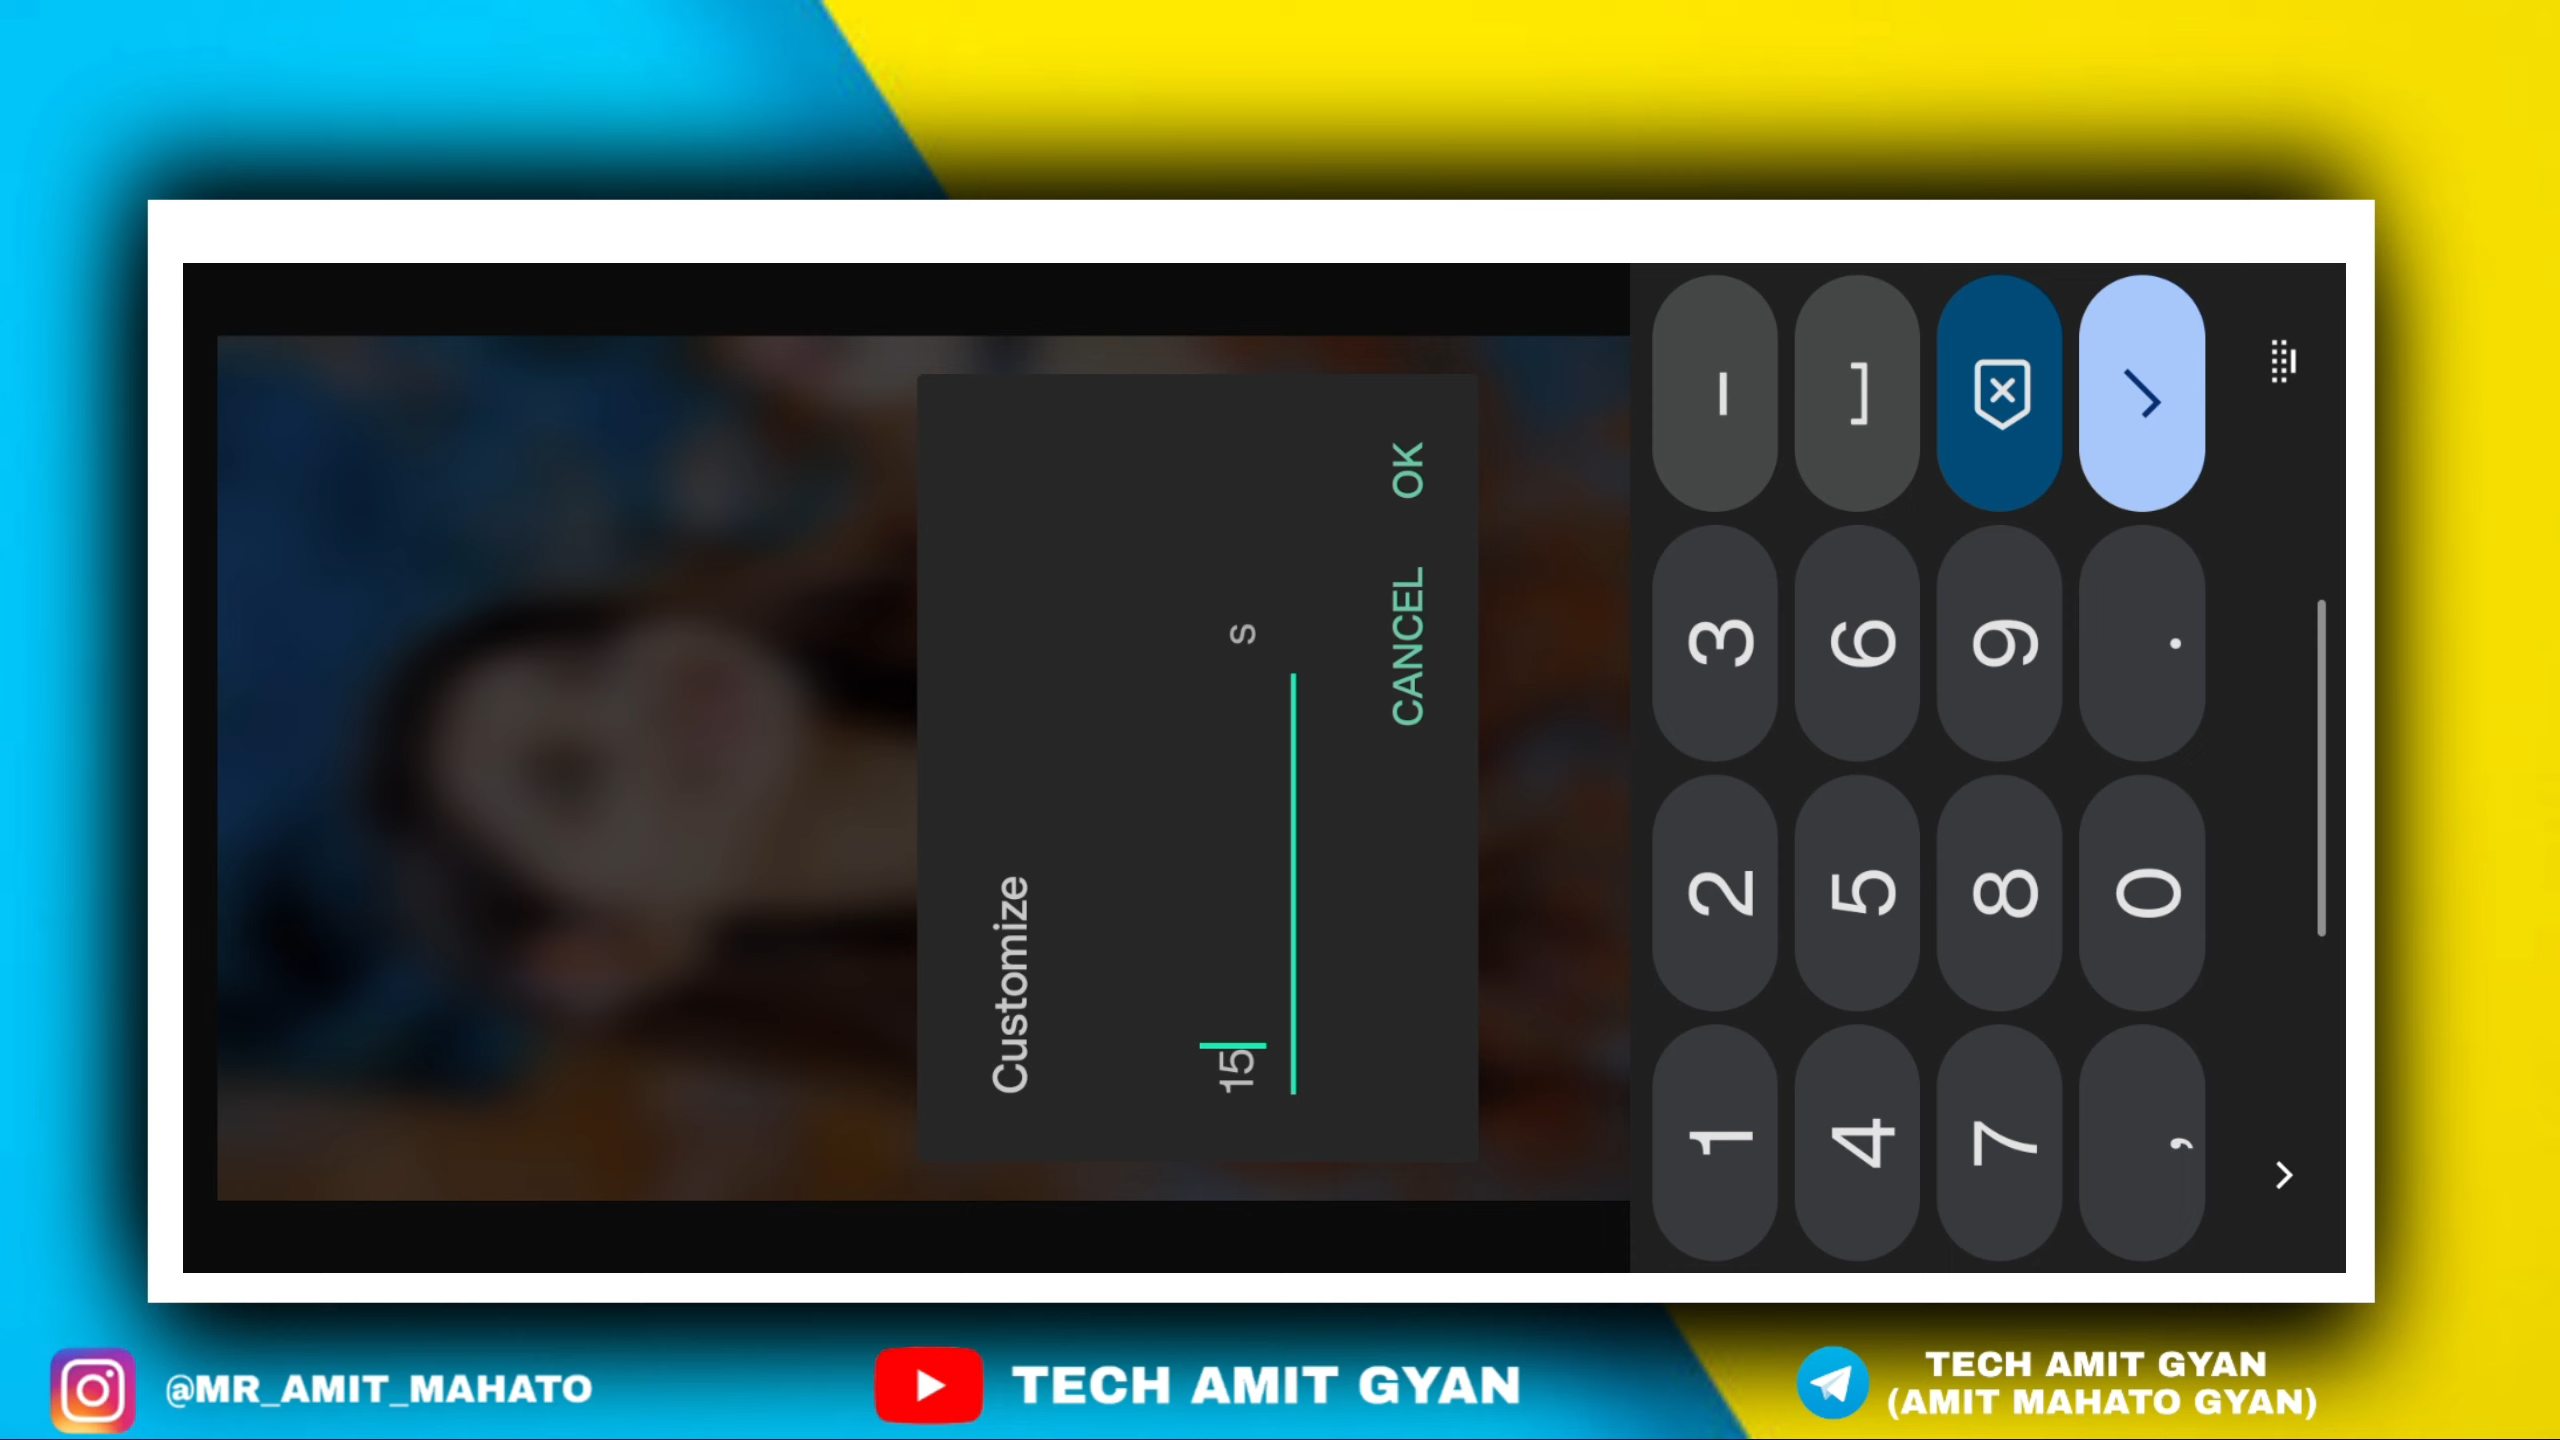 Customize
15
s
CANCEL OK
1 2 3 -
4 5 6
7 8 9
, 0 .
@MR_AMIT_MAHATO
TECH AMIT GYAN
TECH AMIT GYAN
(AMIT MAHATO GYAN)